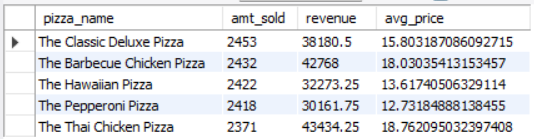 pizza_name amt_sold revenue avg_price
The Classic Deluxe Pizza 2453 38180.5 15.803187086092715
The Barbecue Chicken Pizza 2432 42768 18.03035413153457
The Hawaiian Pizza 2422 32273.25 13.61740506329114
The Pepperoni Pizza 2418 30161.75 12.73184888138455
The Thai Chicken Pizza 2371 43434.25 18.762095032397408